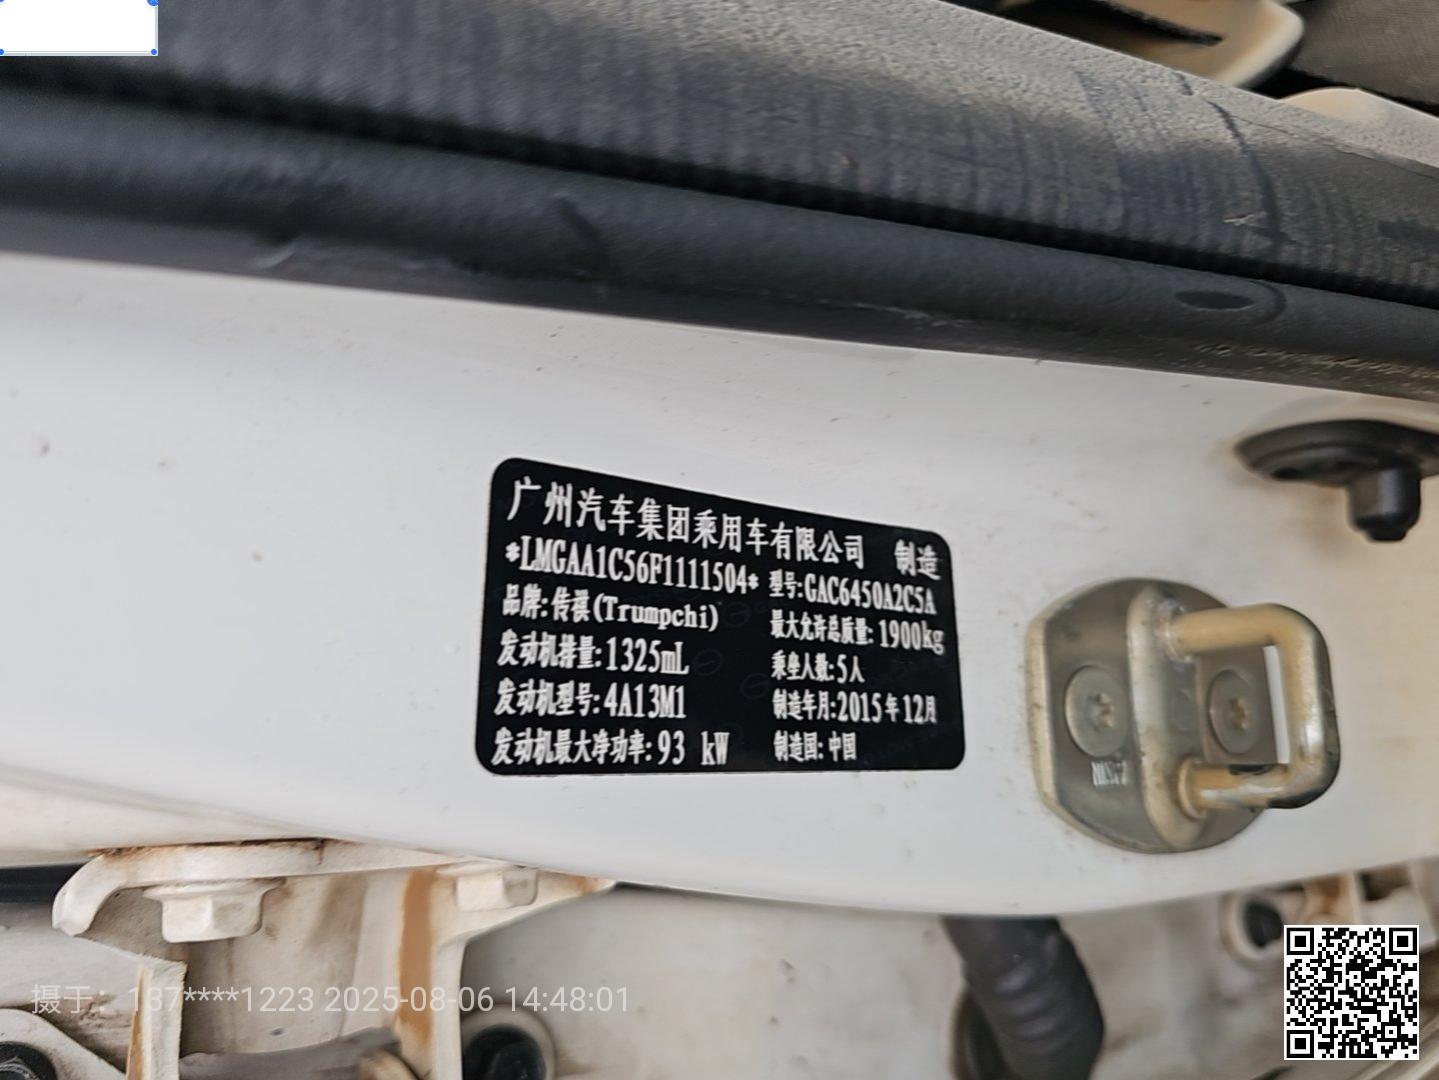 广州汽车集团乘用车有限公司 制造
*LMGAA1C56F1111504* 型号:GAC6450A2C5A
品牌:传祺(Trumpchi) 最大允许总质量:1900kg
发动机排量:1325mL 乘坐人数:5人
发动机型号:4A13M1 制造年月:2015年12月
发动机最大净功率:93 kW 制造国:中国
摄于：137****1223 2025-08-06 14:48:01